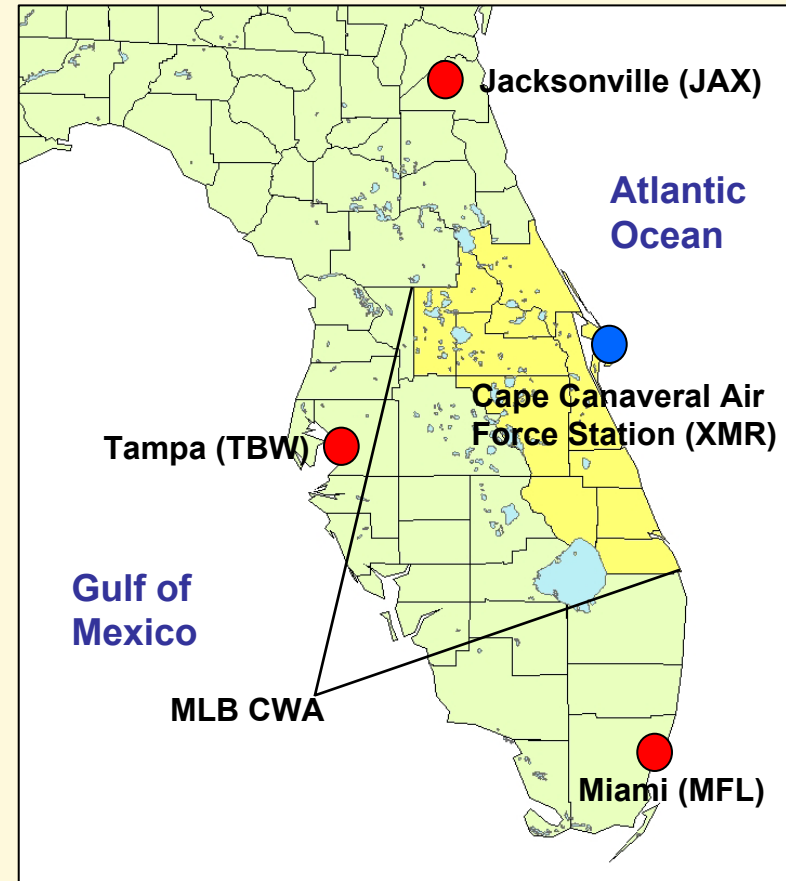 Jacksonville (JAX)
Atlantic
Ocean
Cape Canaveral Air
Force Station (XMR)
Tampa (TBW)
Gulf of
Mexico
MLB CWA
Miami (MFL)